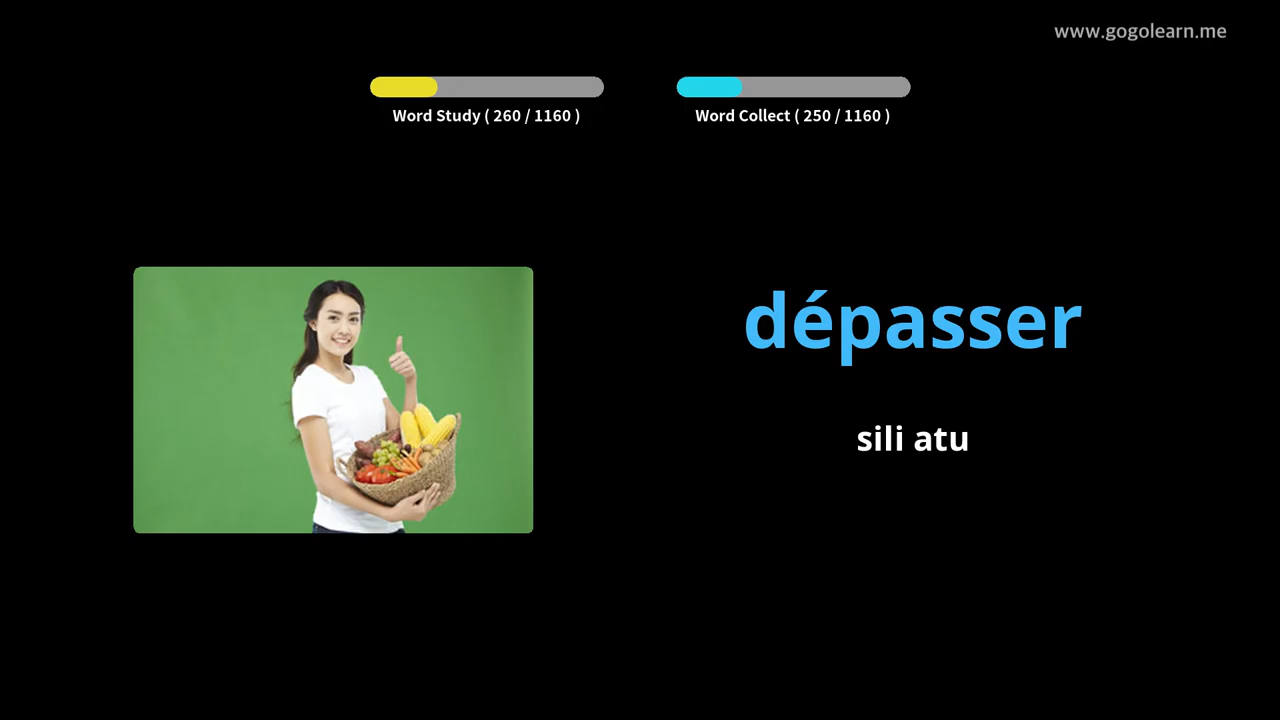 www.gogolearn.me
Word Study ( 260 / 1160 )
Word Collect ( 250 / 1160 )
dépasser
sili atu